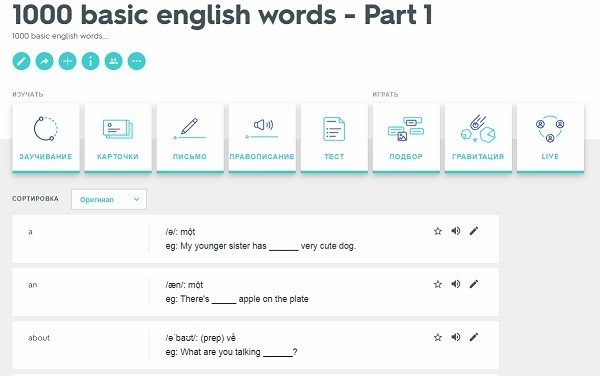 1000 basic english words - Part 1
1000 basic english words...
ИЗУЧАТЬ
ИГРАТЬ
ЗАУЧИВАНИЕ
КАРТОЧКИ
ПИСЬМО
ПРАВОПИСАНИЕ
ТЕСТ
ПОДБОР
ГРАВИТАЦИЯ
LIVE
СОРТИРОВКА
Оригинал
a
/ə/: một
eg: My younger sister has ______ very cute dog.
an
/æn/: một
eg: There's _____ apple on the plate
about
/əˈbaʊt/: (prep) về
eg: What are you talking ______?